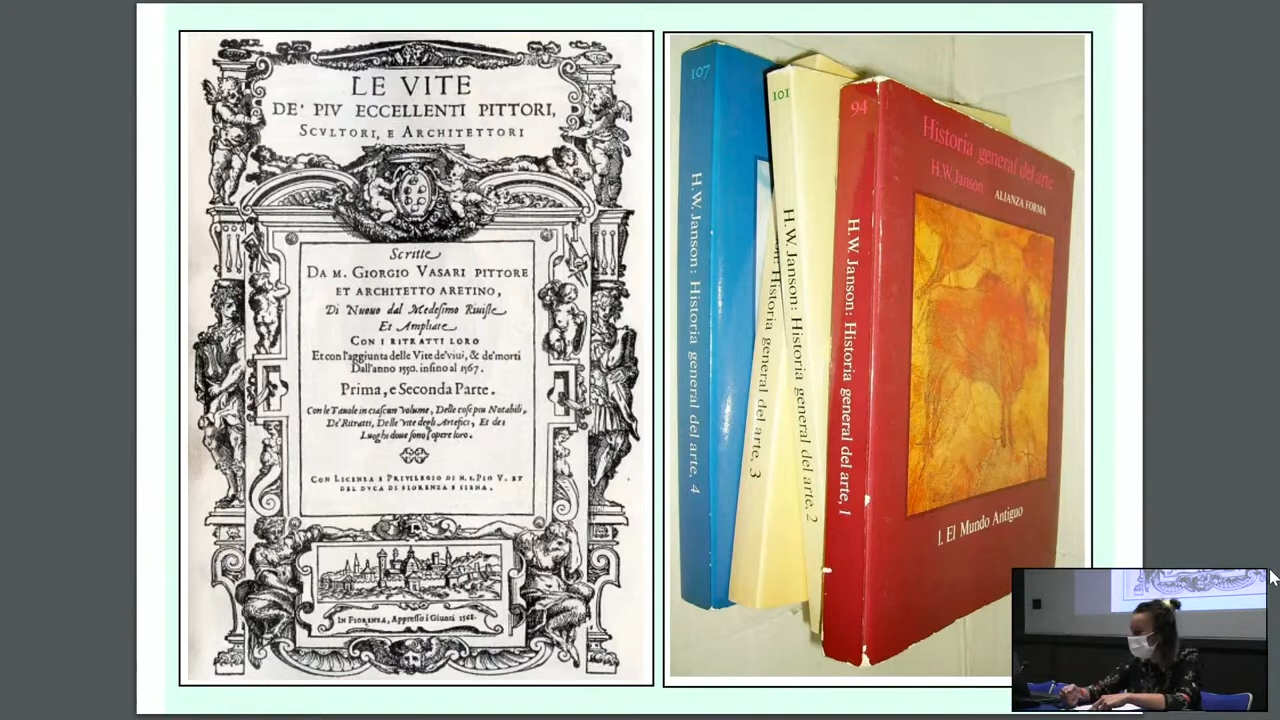 LE VITE
DE' PIV ECCELLENTI PITTORI,
SCVLTORI, E ARCHITETTORI
Scritte
DA M. GIORGIO VASARI PITTORE
ET ARCHITETTO ARETINO,
Di Nuouo dal Medesimo Riuiste
Et Ampliate
CON I RITRATTI LORO
Et con l'aggiunta delle Vite de'viui, & de'morti
Dall'anno 1550. insino al 1567.
Prima, e Seconda Parte.
Con le Tauole in ciascun Volume, Delle cose piu Notabili,
De' Ritratti, Delle Vite degli Artefici, Et dei
Luoghi doue sono l'opere loro.
CON LICENZA E PRIVILEGIO DI N. S. PIO V. ET
DEL DVCA DI FIORENZA E SIENA.
IN FIORENZA, Appresso i Giunti 1568.
107
H.W. Janson: Historia general del arte, 4
Historia general del arte, 3
101
H.W. Janson: Historia general del arte, 2
94
H.W. Janson: Historia general del arte, 1
Historia general del arte
H.W. Janson
ALIANZA FORMA
1. El Mundo Antiguo